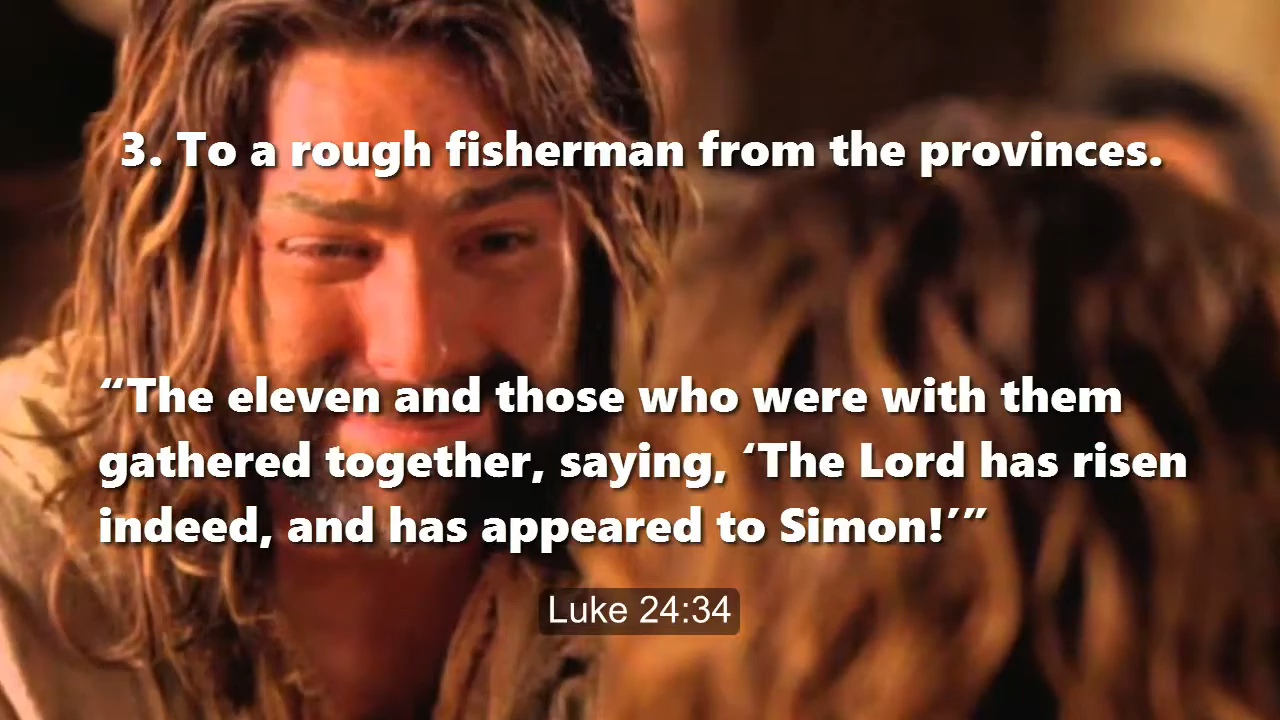 3. To a rough fisherman from the provinces.
“The eleven and those who were with them
gathered together, saying, ‘The Lord has risen
indeed, and has appeared to Simon!’”
Luke 24:34